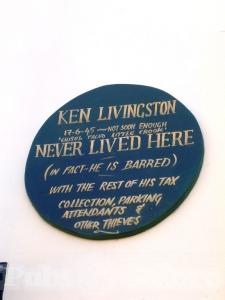 KEN LIVINGSTON
17-6-45 — NOT SOON ENOUGH
NEVER LIVED HERE
(IN FACT-HE IS BARRED)
WITH THE REST OF HIS TAX
COLLECTION, PARKING
ATTENDANTS &
OTHER THIEVES